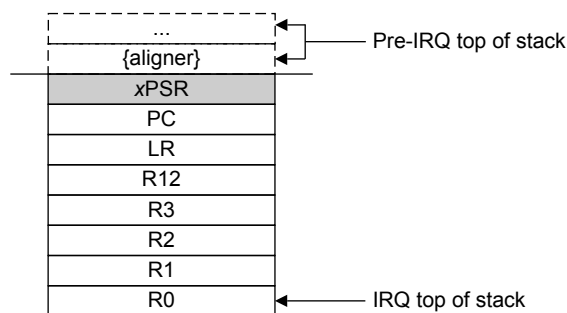 ...
Pre-IRQ top of stack
{aligner}
xPSR
PC
LR
R12
R3
R2
R1
R0
IRQ top of stack